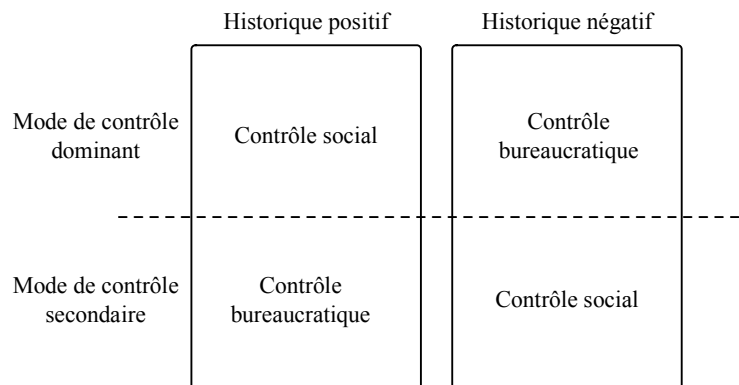 Historique positif
Historique négatif
Mode de contrôle
dominant
Contrôle social
Contrôle
bureaucratique
Mode de contrôle
secondaire
Contrôle
bureaucratique
Contrôle social